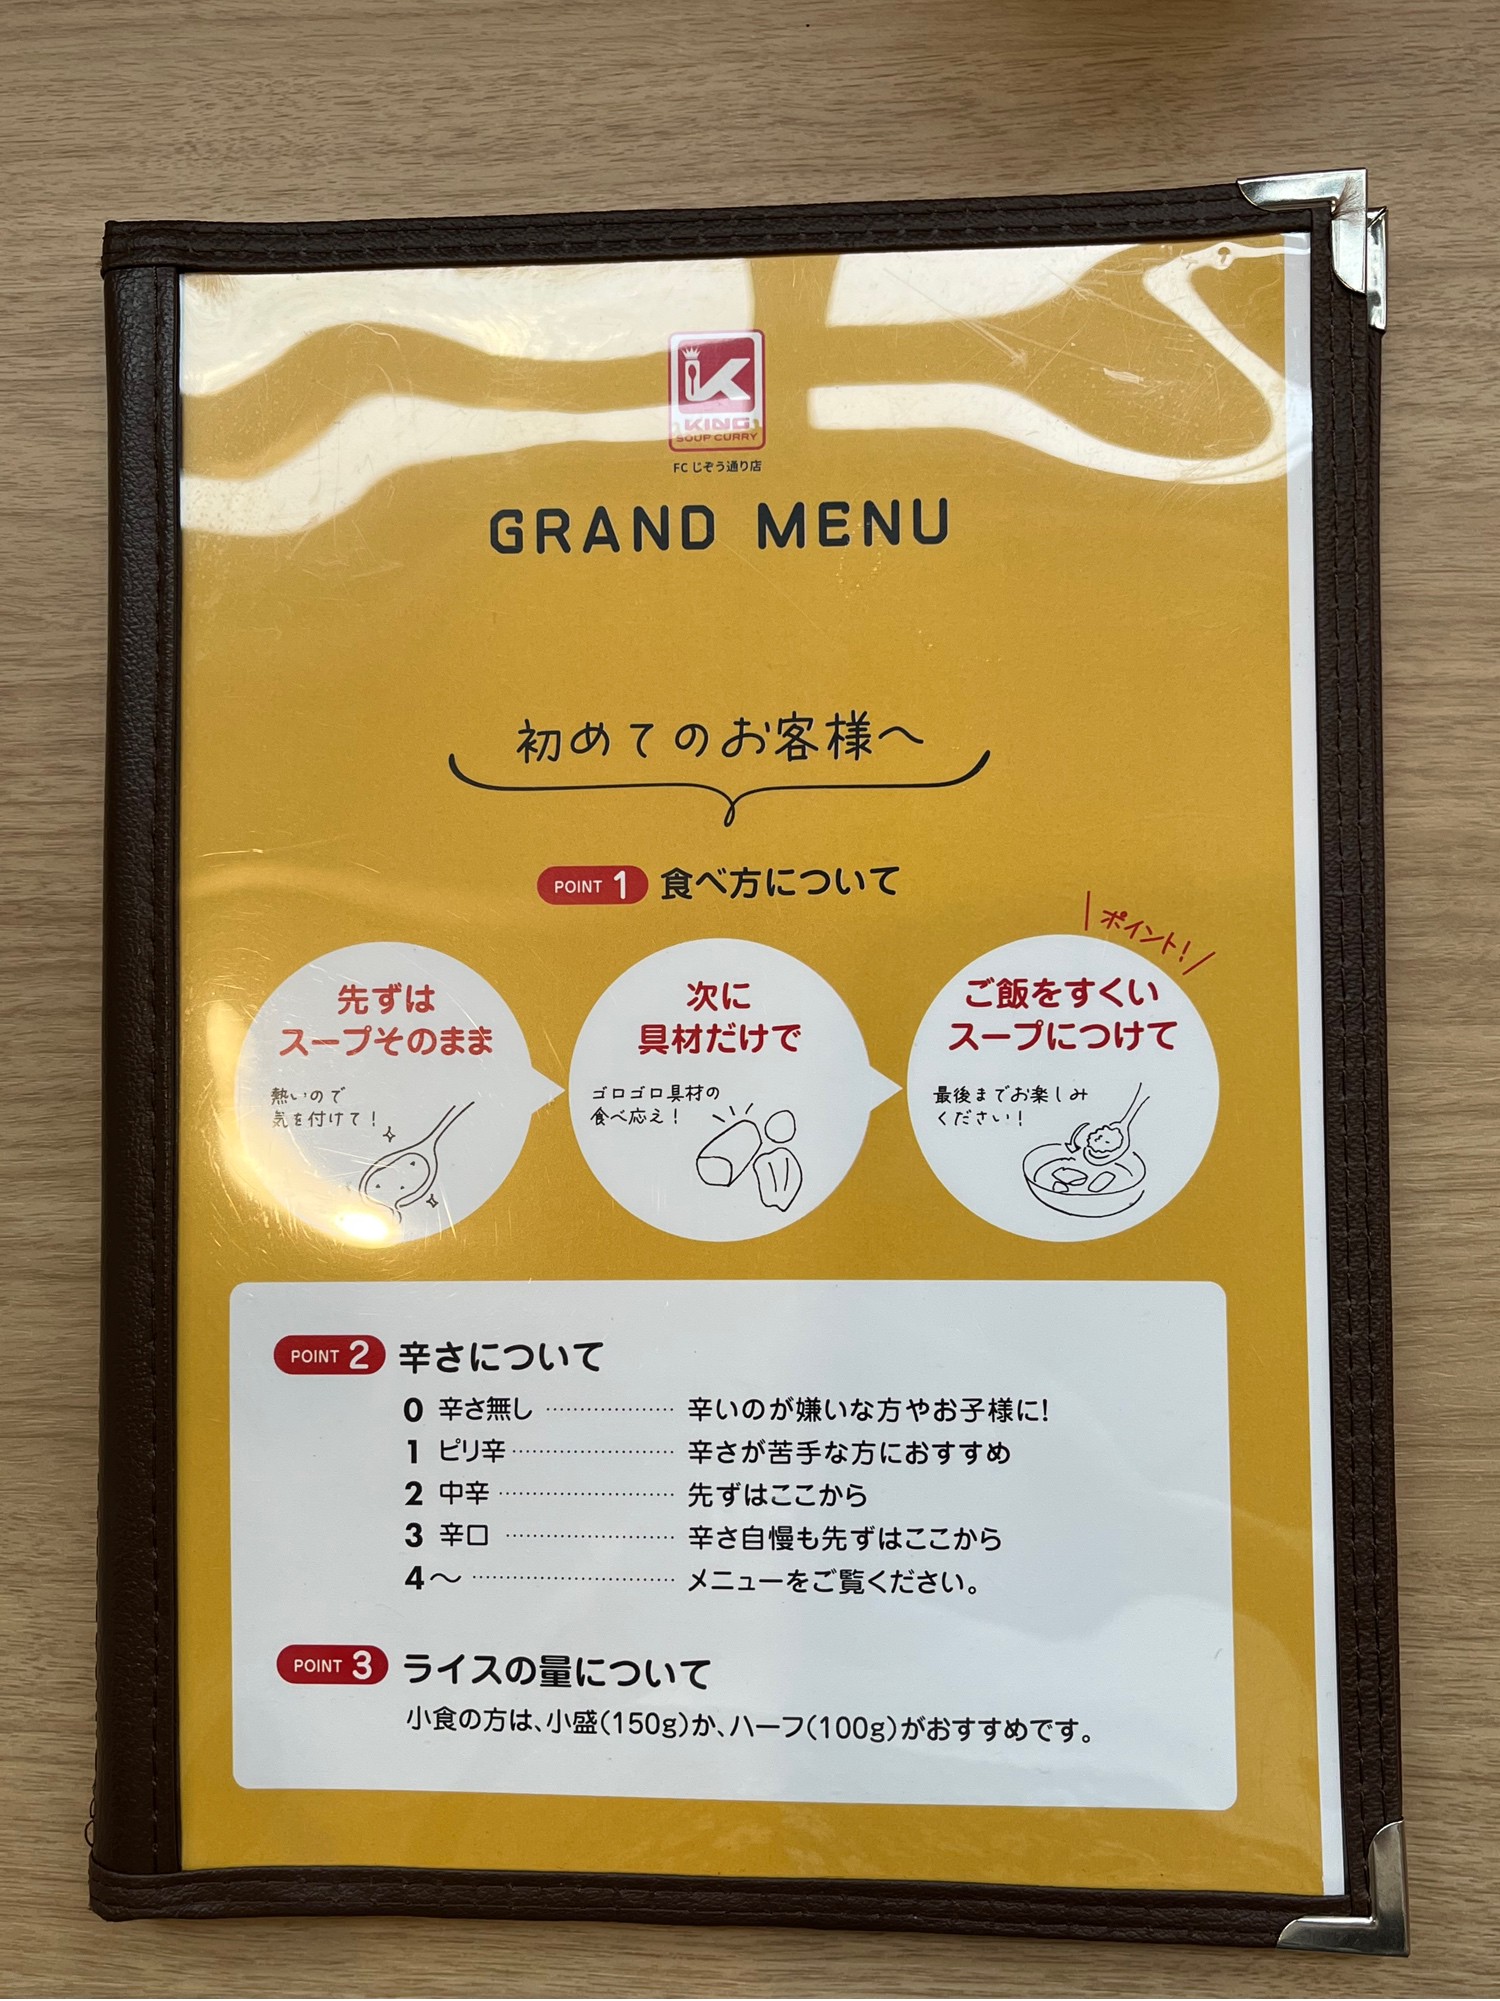 K
KING
SOUP CURRY
FC じぞう通り店
GRAND MENU
初めてのお客様へ
POINT 1 食べ方について
ポイント!
先ずは
スープそのまま
熱いので
気を付けて!
次に
具材だけで
ゴロゴロ具材の
食べ応え!
ご飯をすくい
スープにつけて
最後までお楽しみ
ください!
POINT 2 辛さについて
0 辛さ無し ………………… 辛いのが嫌いな方やお子様に!
1 ピリ辛 ………………… 辛さが苦手な方におすすめ
2 中辛 ………………… 先ずはここから
3 辛口 ………………… 辛さ自慢も先ずはここから
4～ ………………… メニューをご覧ください。
POINT 3 ライスの量について
小食の方は、小盛(150g)か、ハーフ(100g)がおすすめです。